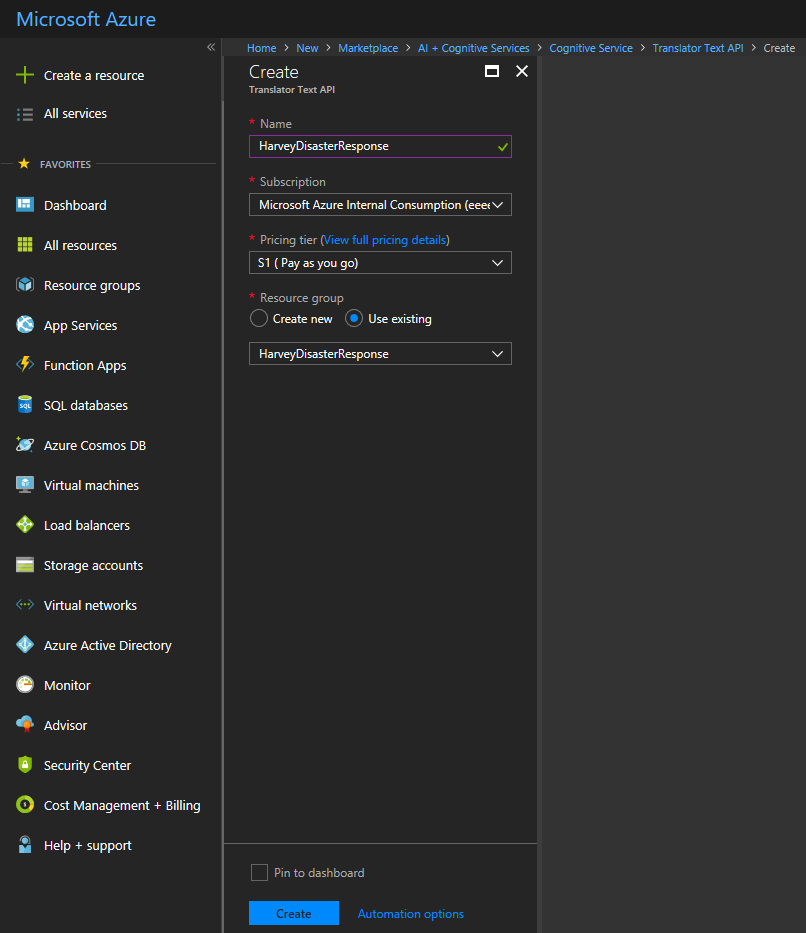 Microsoft Azure
«
Create a resource
All services
FAVORITES
Dashboard
All resources
Resource groups
App Services
Function Apps
SQL databases
Azure Cosmos DB
Virtual machines
Load balancers
Storage accounts
Virtual networks
Azure Active Directory
Monitor
Advisor
Security Center
Cost Management + Billing
Help + support
Home > New > Marketplace > AI + Cognitive Services > Cognitive Service > Translator Text API > Create
Create
Translator Text API
* Name
HarveyDisasterResponse
* Subscription
Microsoft Azure Internal Consumption (eeee
* Pricing tier (View full pricing details)
S1 ( Pay as you go)
* Resource group
Create new Use existing
HarveyDisasterResponse
Pin to dashboard
Create Automation options